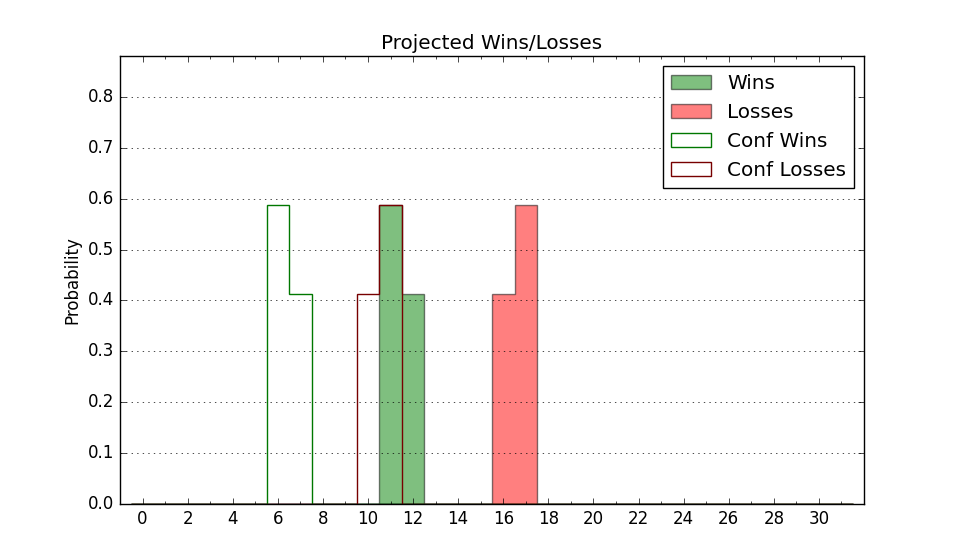 Projected Wins/Losses
Wins
Losses
Conf Wins
Conf Losses
Probability
0.8
0.7
0.6
0.5
0.4
0.3
0.2
0.1
0.0
0 2 4 6 8 10 12 14 16 18 20 22 24 26 28 30